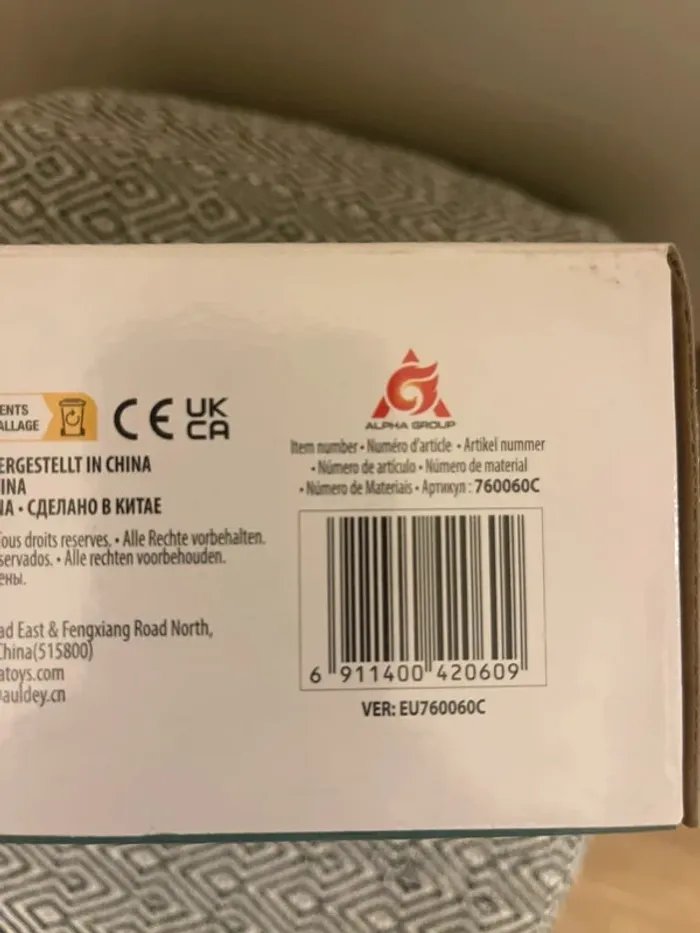 ENTS
ALLAGE
CE UK
CA
ALPHA GROUP
Item number • Numéro d'article • Artikel nummer
• Número de artículo • Número de material
• Número de Materiais • Артикул : 760060C
ERGESTELLT IN CHINA
INA
NA • СДЕЛАНО В КИТАЕ
ous droits reserves. • Alle Rechte vorbehalten.
servados. • Alle rechten voorbehouden.
ены.
ad East & Fengxiang Road North,
China(515800)
atoys.com
auldey.cn
6 911400 420609
VER: EU760060C